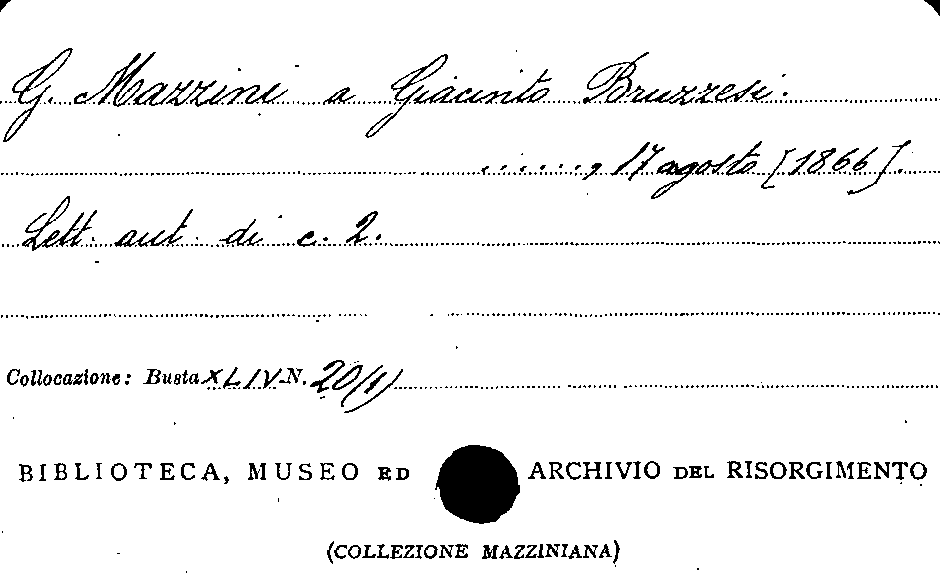 G. Mazzini a Giacinto Bruzzesi.
......, 17 agosto [1866].
Lett. aut. di c. 2.
Collocazione: Busta XLIV N. 20(1)
BIBLIOTECA, MUSEO ED ARCHIVIO DEL RISORGIMENTO
(COLLEZIONE MAZZINIANA)